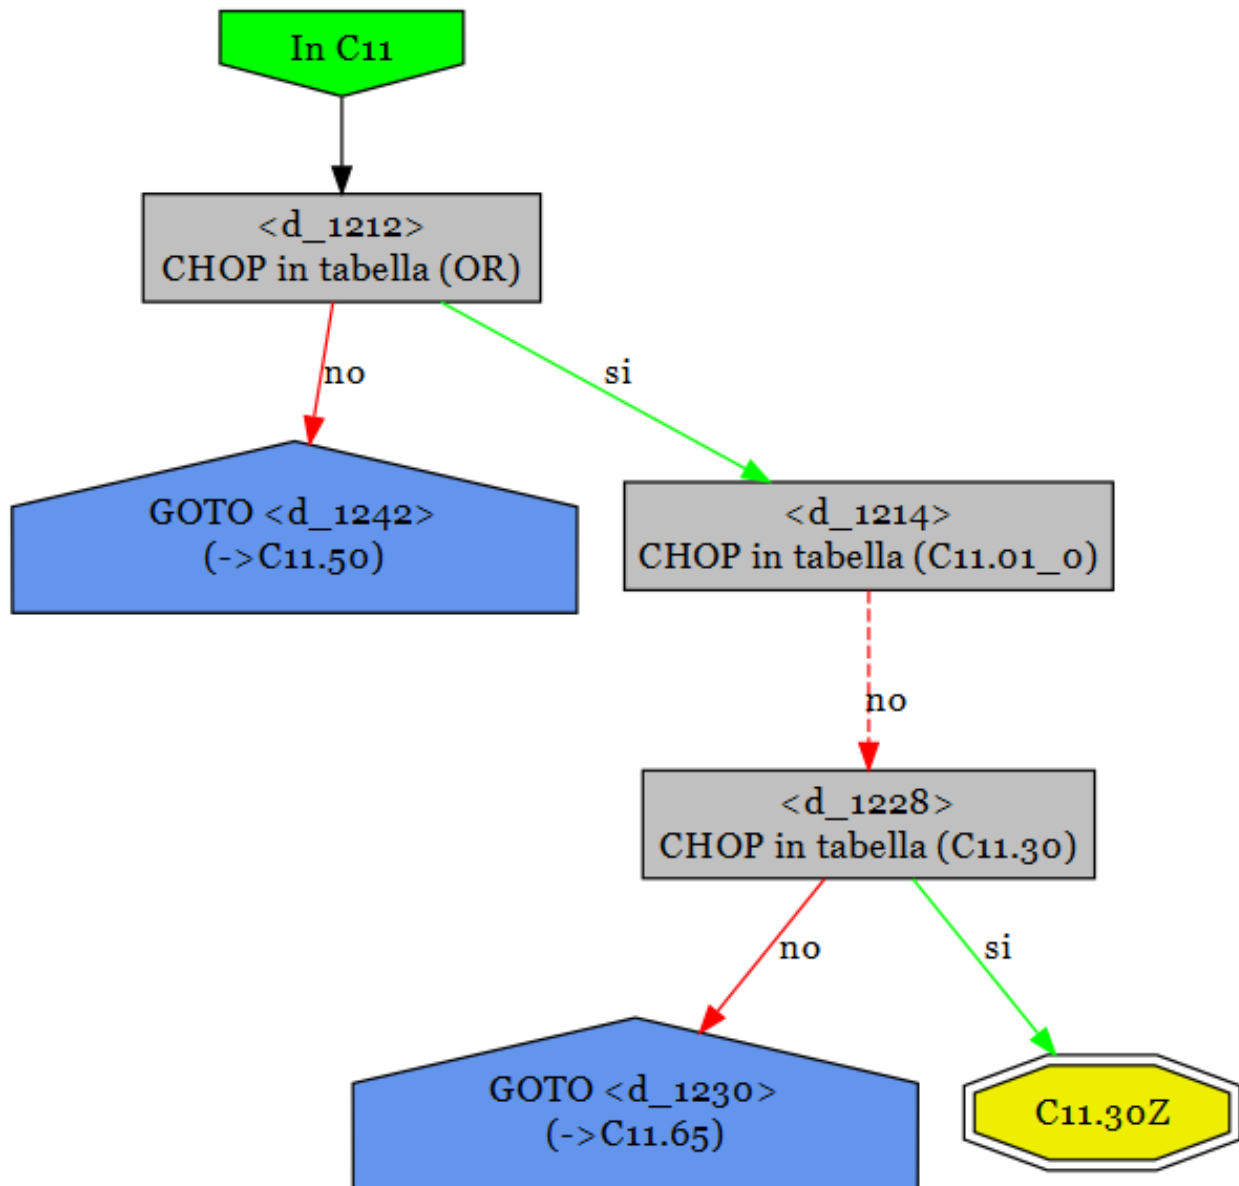 In C11
<d_1212>
CHOP in tabella (OR)
no
si
GOTO <d_1242>
(->C11.50)
<d_1214>
CHOP in tabella (C11.01_0)
no
<d_1228>
CHOP in tabella (C11.30)
no
si
GOTO <d_1230>
(->C11.65)
C11.30Z